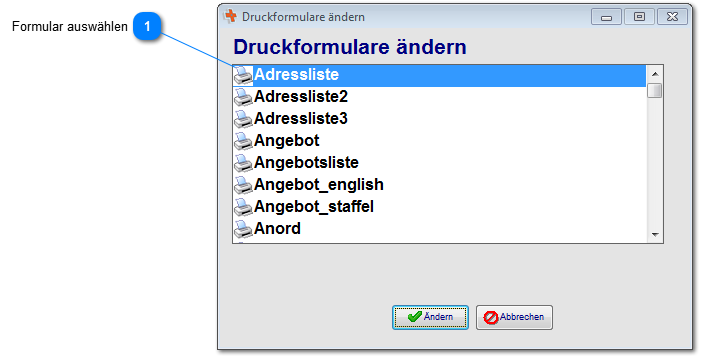 Formular auswählen 1
Druckformulare ändern
Druckformulare ändern
Adressliste
Adressliste2
Adressliste3
Angebot
Angebotsliste
Angebot_english
Angebot_staffel
Anord
Ändern
Abbrechen